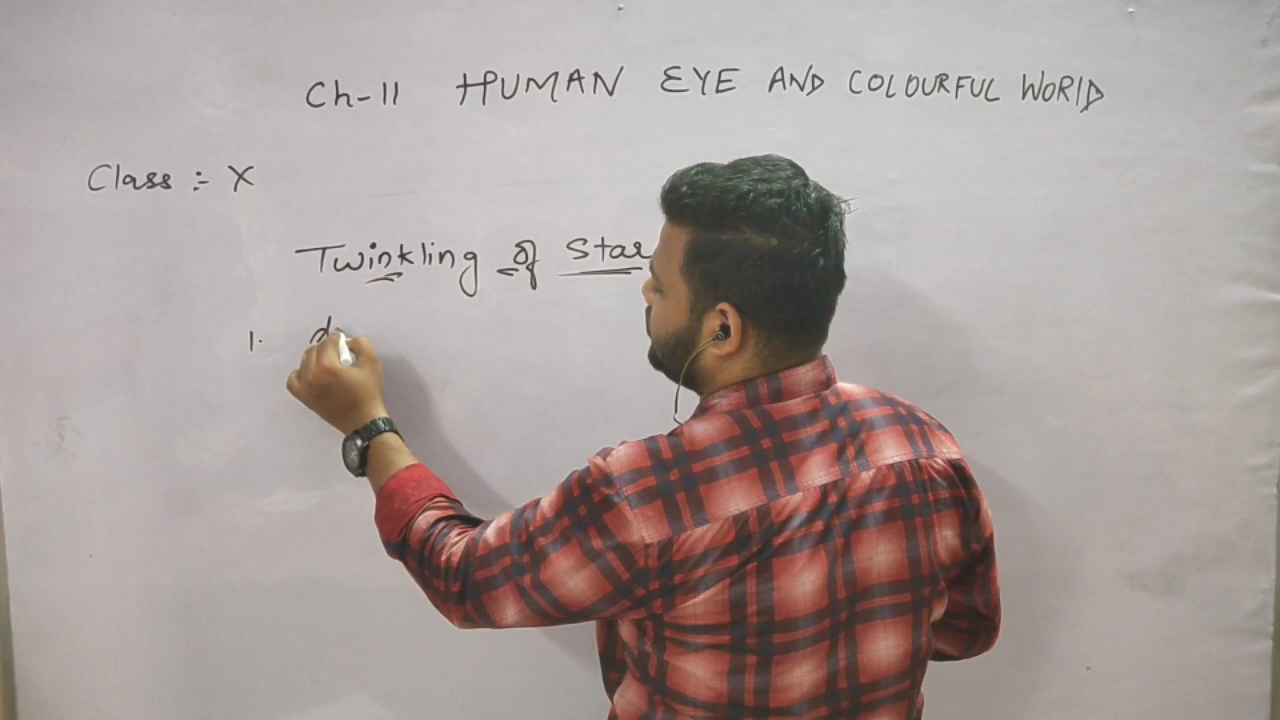 Ch-11 HUMAN EYE AND COLOURFUL WORLD
Class :- X
Twinkling of Star
1. d